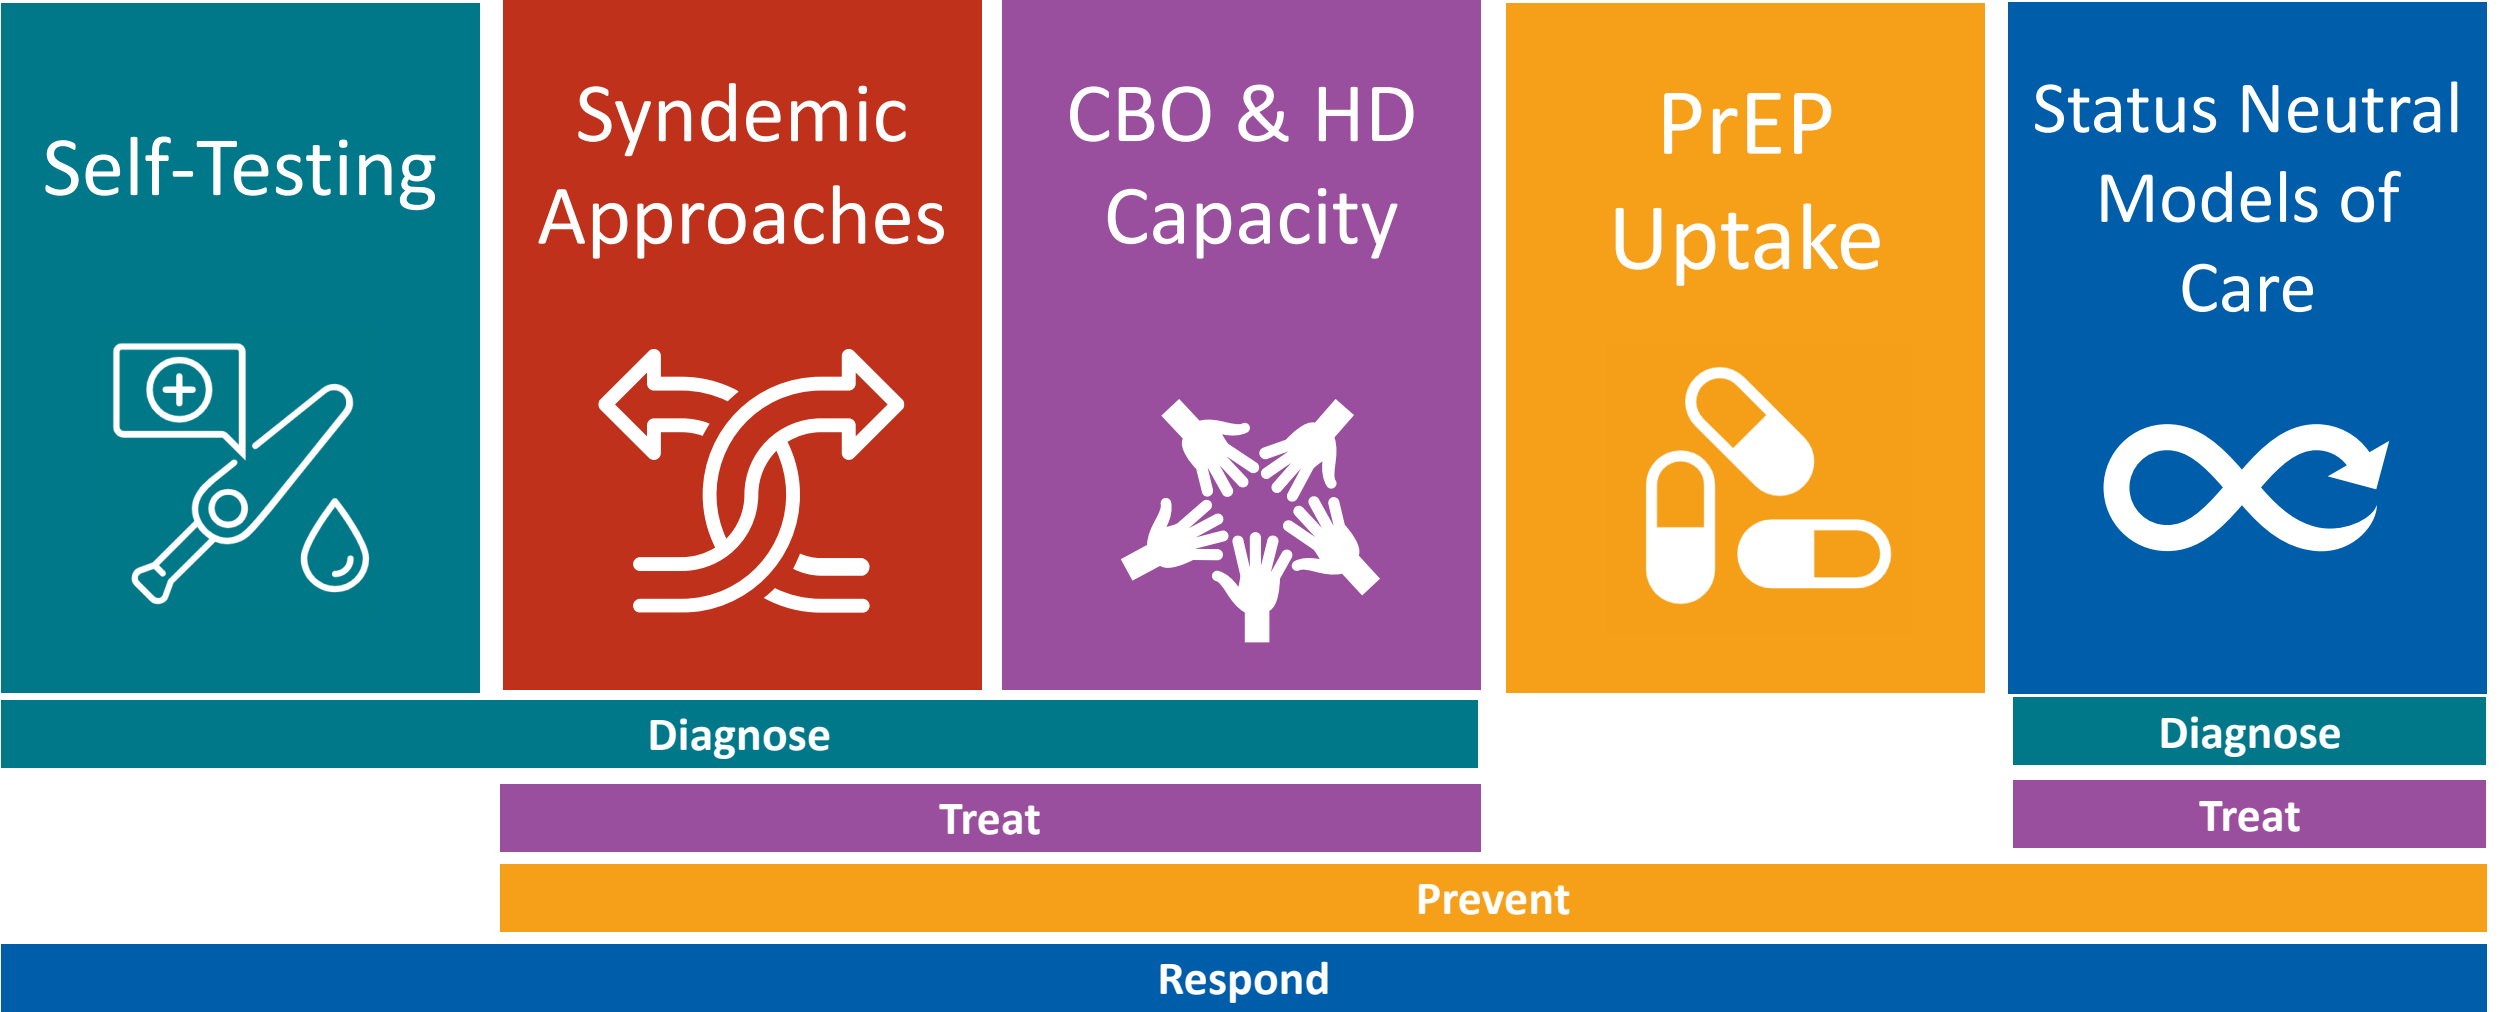 Self-Testing
Syndemic
Approaches
CBO & HD
Capacity
PrEP
Uptake
Status Neutral
Models of
Care
Diagnose
Diagnose
Treat
Treat
Prevent
Respond